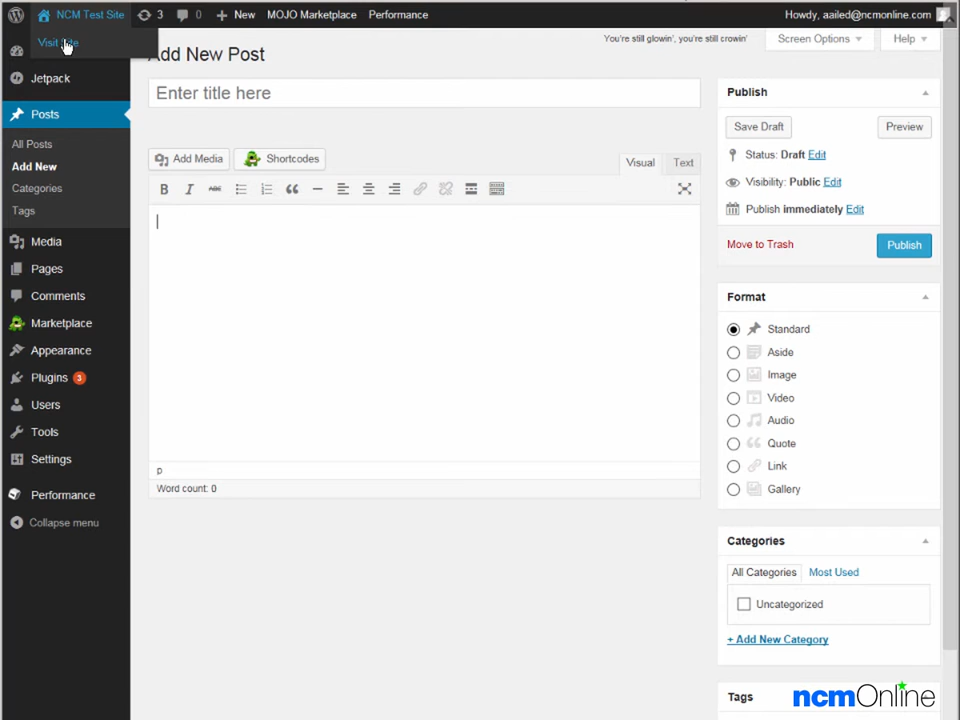 NCM Test Site 3 0 New MOJO Marketplace Performance Howdy, aailed@ncmonline.com
Visit Site
You're still glowin', you're still crowin' Screen Options Help
Add New Post
Jetpack
Posts
All Posts
Add New
Categories
Tags
Media
Pages
Comments
Marketplace
Appearance
Plugins 3
Users
Tools
Settings
Performance
Collapse menu
Enter title here
Add Media Shortcodes
Visual Text
B I ABC
p
Word count: 0
Publish
Save Draft Preview
Status: Draft Edit
Visibility: Public Edit
Publish immediately Edit
Move to Trash Publish
Format
Standard
Aside
Image
Video
Audio
Quote
Link
Gallery
Categories
All Categories Most Used
Uncategorized
+ Add New Category
Tags
ncmOnline